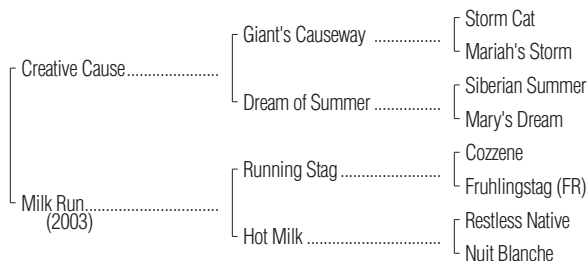 Storm Cat
Giant's Causeway
Mariah's Storm
Creative Cause
Siberian Summer
Dream of Summer
Mary's Dream
Cozzene
Running Stag
Fruhlingstag (FR)
Milk Run
(2003)
Restless Native
Hot Milk
Nuit Blanche